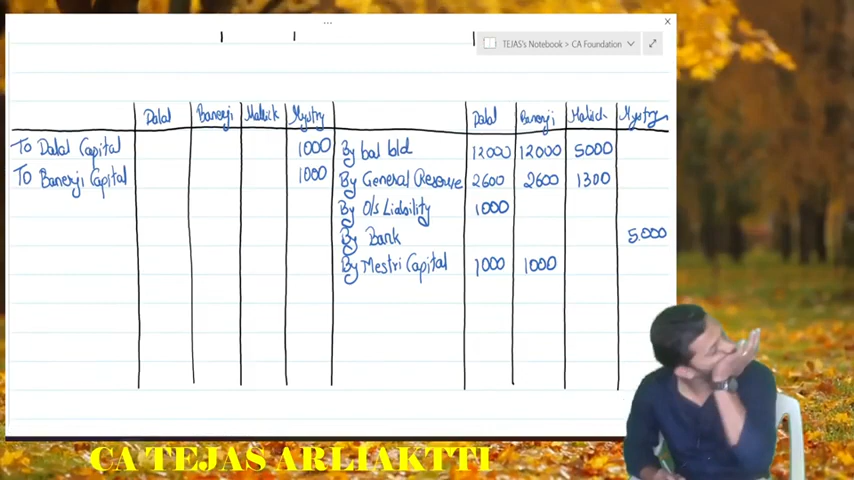 TEJAS's Notebook > CA Foundation
Dalal Banerji Mallick Mystry Dalal Banerji Mallick Mystry
To Dalal Capital 1000 By bal b/d 12000 12000 5000
To Banerji Capital 1000 By General Reserve 2600 2600 1300
By O/s Liability 1000
By Bank 5000
By Mestri Capital 1000 1000
CA TEJAS ARLIAKTTI